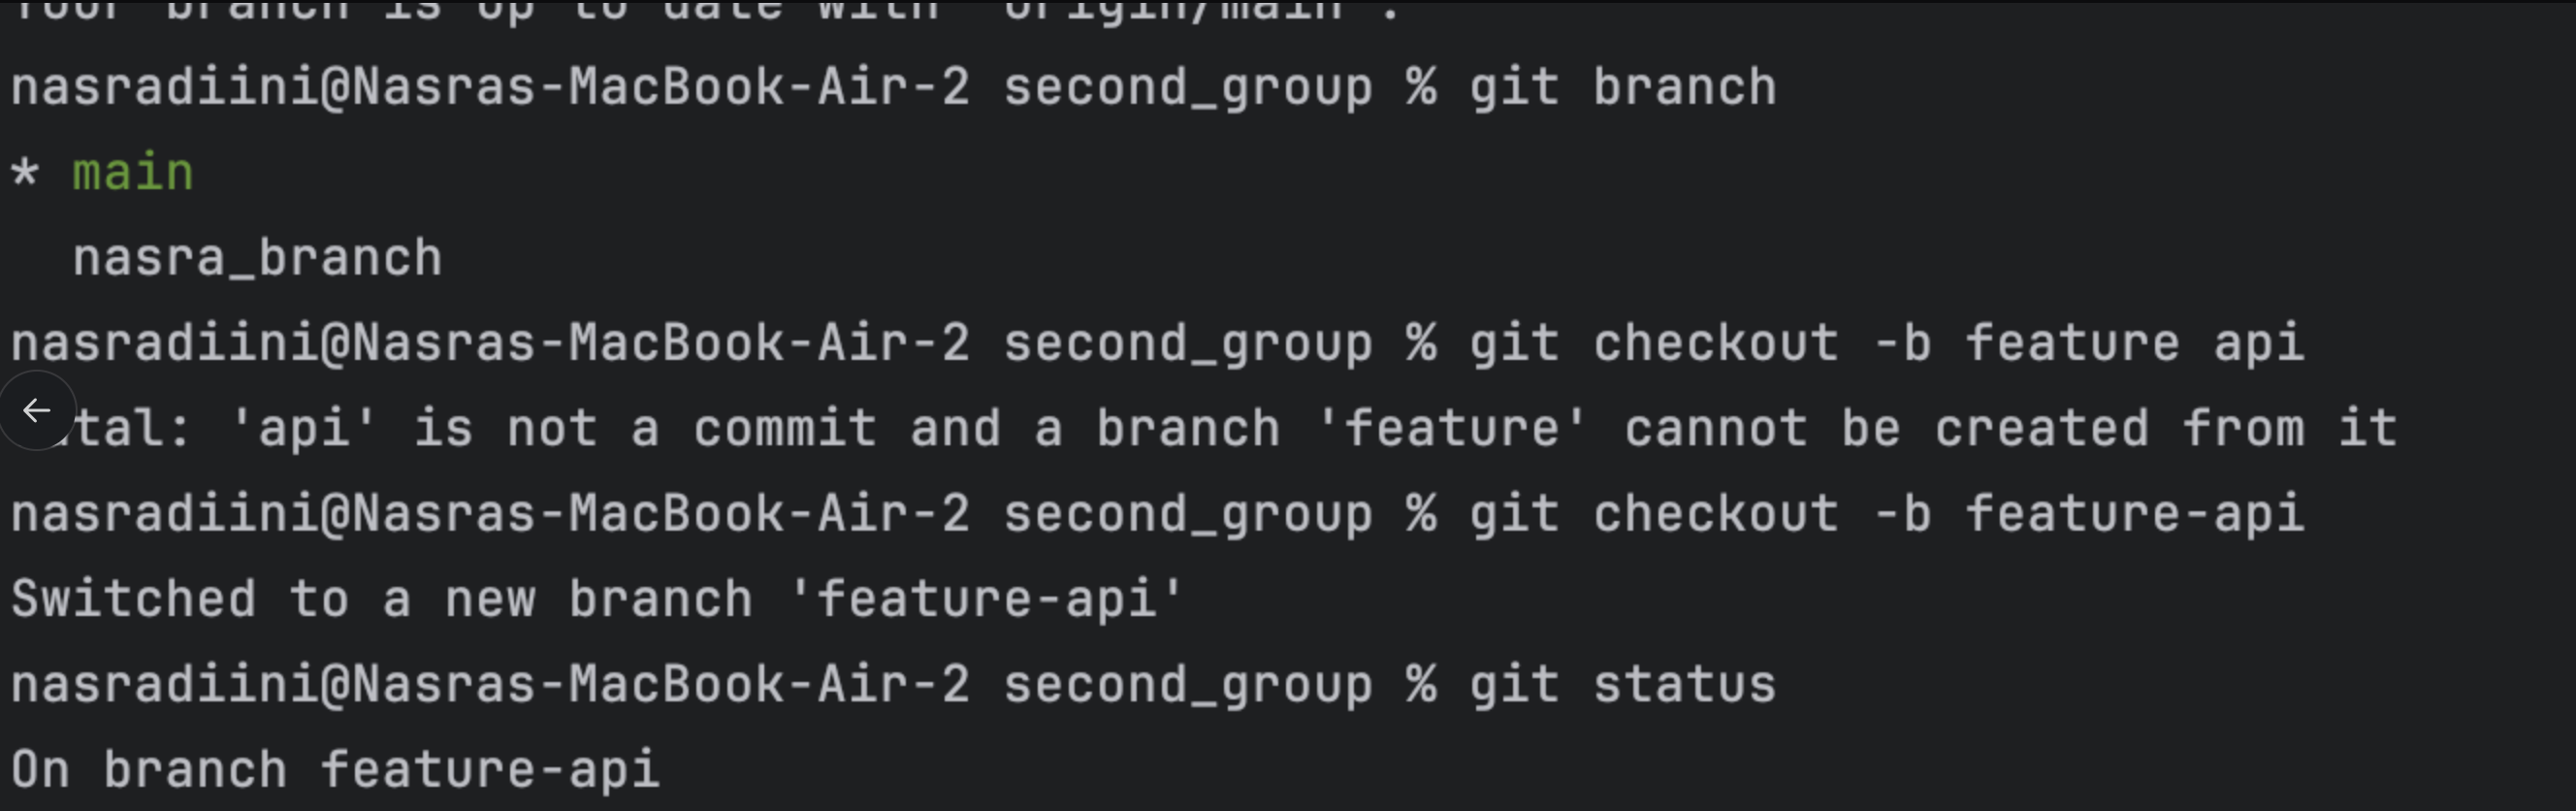 Your branch is up to date with 'origin/main'.
nasradiini@Nasras-MacBook-Air-2 second_group % git branch
* main
  nasra_branch
nasradiini@Nasras-MacBook-Air-2 second_group % git checkout -b feature api
tal: 'api' is not a commit and a branch 'feature' cannot be created from it
nasradiini@Nasras-MacBook-Air-2 second_group % git checkout -b feature-api
Switched to a new branch 'feature-api'
nasradiini@Nasras-MacBook-Air-2 second_group % git status
On branch feature-api